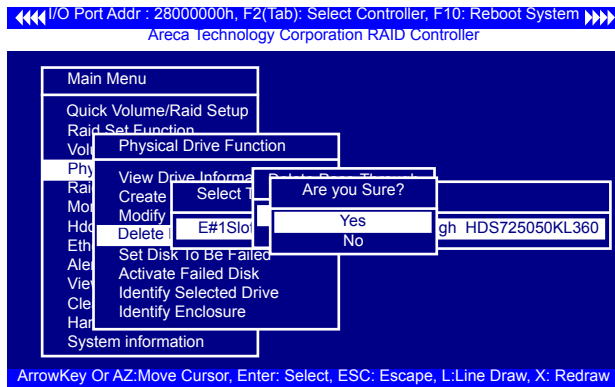 I/O Port Addr : 28000000h, F2(Tab): Select Controller, F10: Reboot System
Areca Technology Corporation RAID Controller
Main Menu
Quick Volume/Raid Setup
Raid Set Function
Physical Drive Function
View Drive Informa
Delete Pass-Through
Create
Select T
Are you Sure?
Modify
Delete
E#1Slot
Yes
gh HDS725050KL360
No
Set Disk To Be Failed
Activate Failed Disk
Identify Selected Drive
Identify Enclosure
System information
ArrowKey Or AZ:Move Cursor, Enter: Select, ESC: Escape, L:Line Draw, X: Redraw